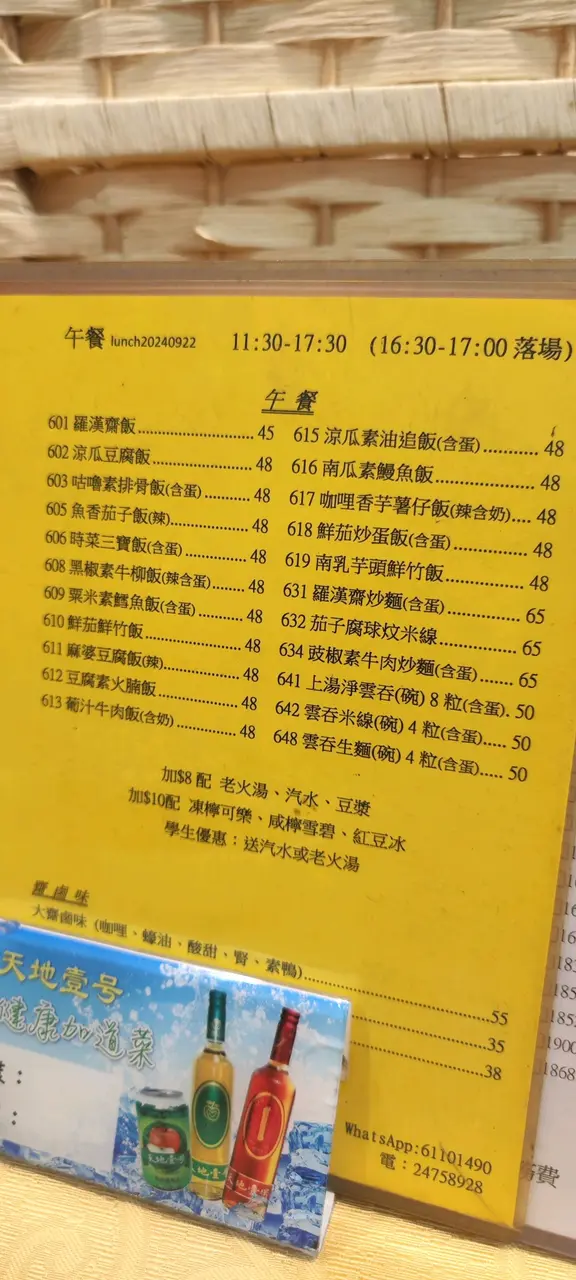 午餐 lunch20240922 11:30-17:30 (16:30-17:00 落場)
午餐
601 羅漢齋飯 45
602 涼瓜豆腐飯 48
603 咕嚕素排骨飯(含蛋) 48
605 魚香茄子飯(辣) 48
606 時菜三寶飯(含蛋) 48
608 黑椒素牛柳飯(辣含蛋) 48
609 粟米素鱈魚飯(含蛋) 48
610 鮮茄鮮竹飯 48
611 麻婆豆腐飯(辣) 48
612 豆腐素火腩飯 48
613 葡汁牛肉飯(含奶) 48
615 涼瓜素油追飯(含蛋) 48
616 南瓜素鰻魚飯 48
617 咖哩香芋薯仔飯(辣含奶) 48
618 鮮茄炒蛋飯(含蛋) 48
619 南乳芋頭鮮竹飯 48
631 羅漢齋炒麵(含蛋) 65
632 茄子腐球炆米線 65
634 豉椒素牛肉炒麵(含蛋) 65
641 上湯淨雲吞(碗) 8 粒(含蛋) 50
642 雲吞米線(碗) 4 粒(含蛋) 50
648 雲吞生麵(碗) 4 粒(含蛋) 50
加$8 配 老火湯、汽水、豆漿
加$10配 凍檸可樂、咸檸雪碧、紅豆冰
學生優惠：送汽水或老火湯
齋鹵味
大齋鹵味 (咖哩、蠔油、酸甜、腎、素鴨) 55
35
38
WhatsApp:61101490
電：24758928
天地壹号
健康加道菜
1900
1868